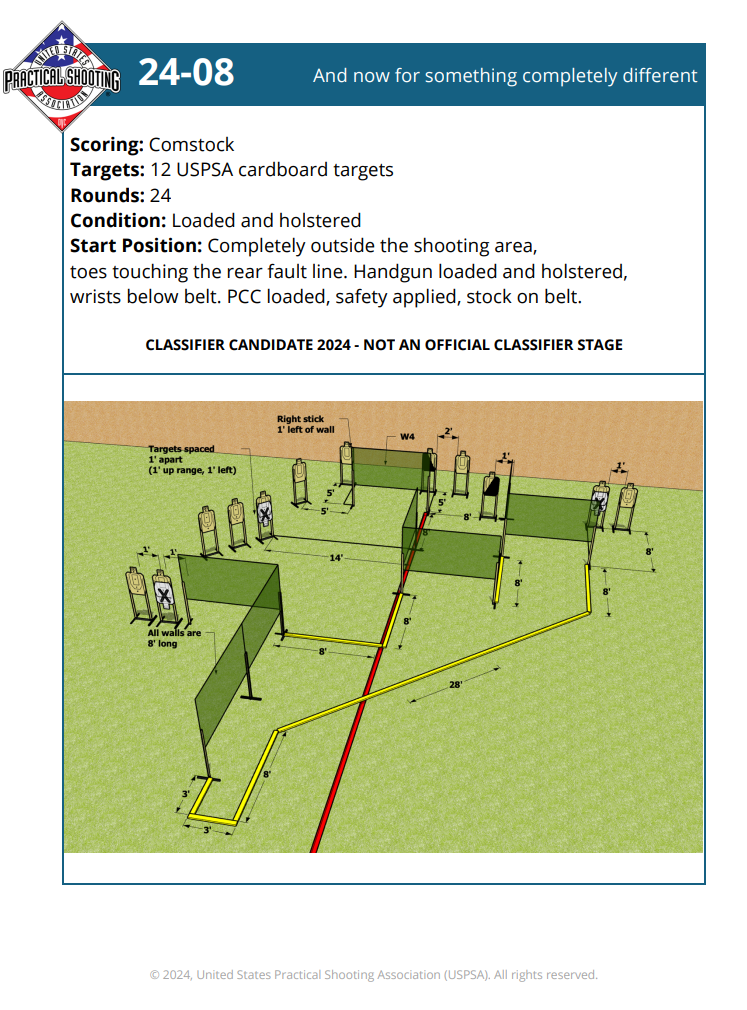 UNITED STATES
PRACTICAL SHOOTING
ASSOCIATION
24-08
And now for something completely different
Scoring: Comstock
Targets: 12 USPSA cardboard targets
Rounds: 24
Condition: Loaded and holstered
Start Position: Completely outside the shooting area,
toes touching the rear fault line. Handgun loaded and holstered,
wrists below belt. PCC loaded, safety applied, stock on belt.
CLASSIFIER CANDIDATE 2024 - NOT AN OFFICIAL CLASSIFIER STAGE
Right stick
1' left of wall
W4
2'
Targets spaced
1' apart
(1' up range, 1' left)
1'
1'
5'
5'
5'
8'
8'
14'
8'
8'
1'
1'
8'
8'
All walls are
8' long
8'
28'
8'
3'
3'
© 2024, United States Practical Shooting Association (USPSA). All rights reserved.